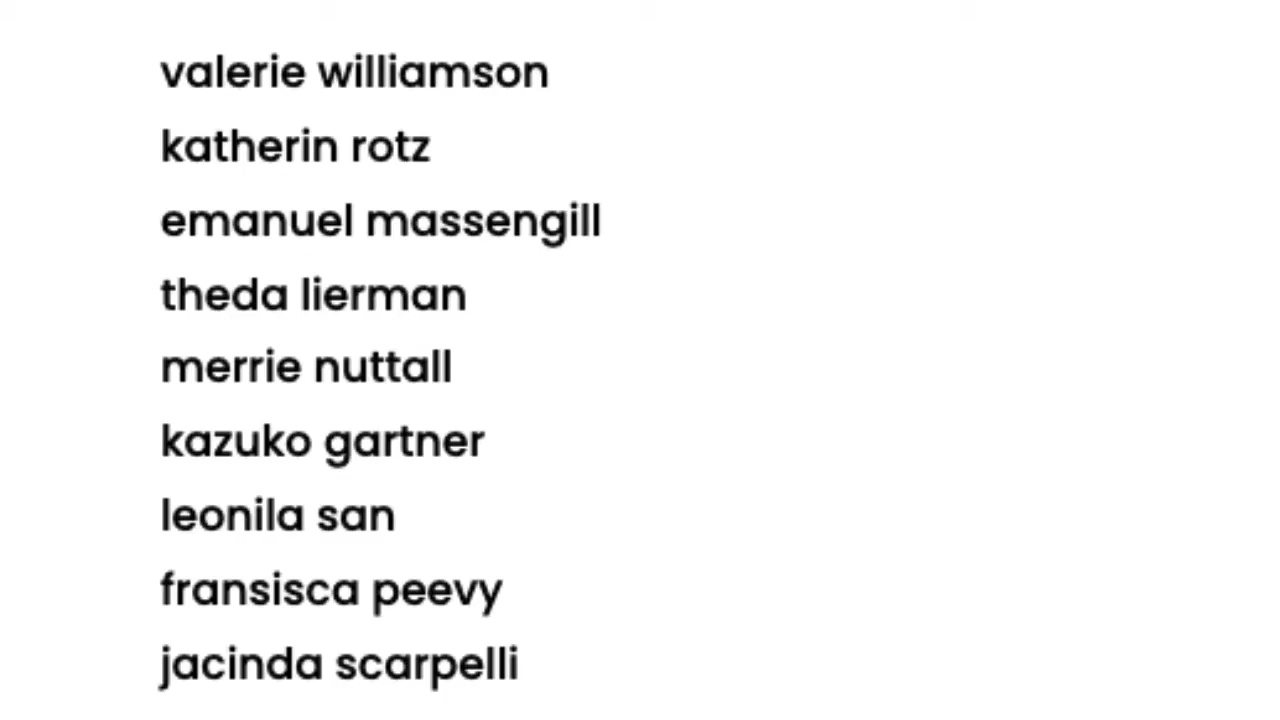 valerie williamson
katherin rotz
emanuel massengill
theda lierman
merrie nuttall
kazuko gartner
leonila san
fransisca peevy
jacinda scarpelli